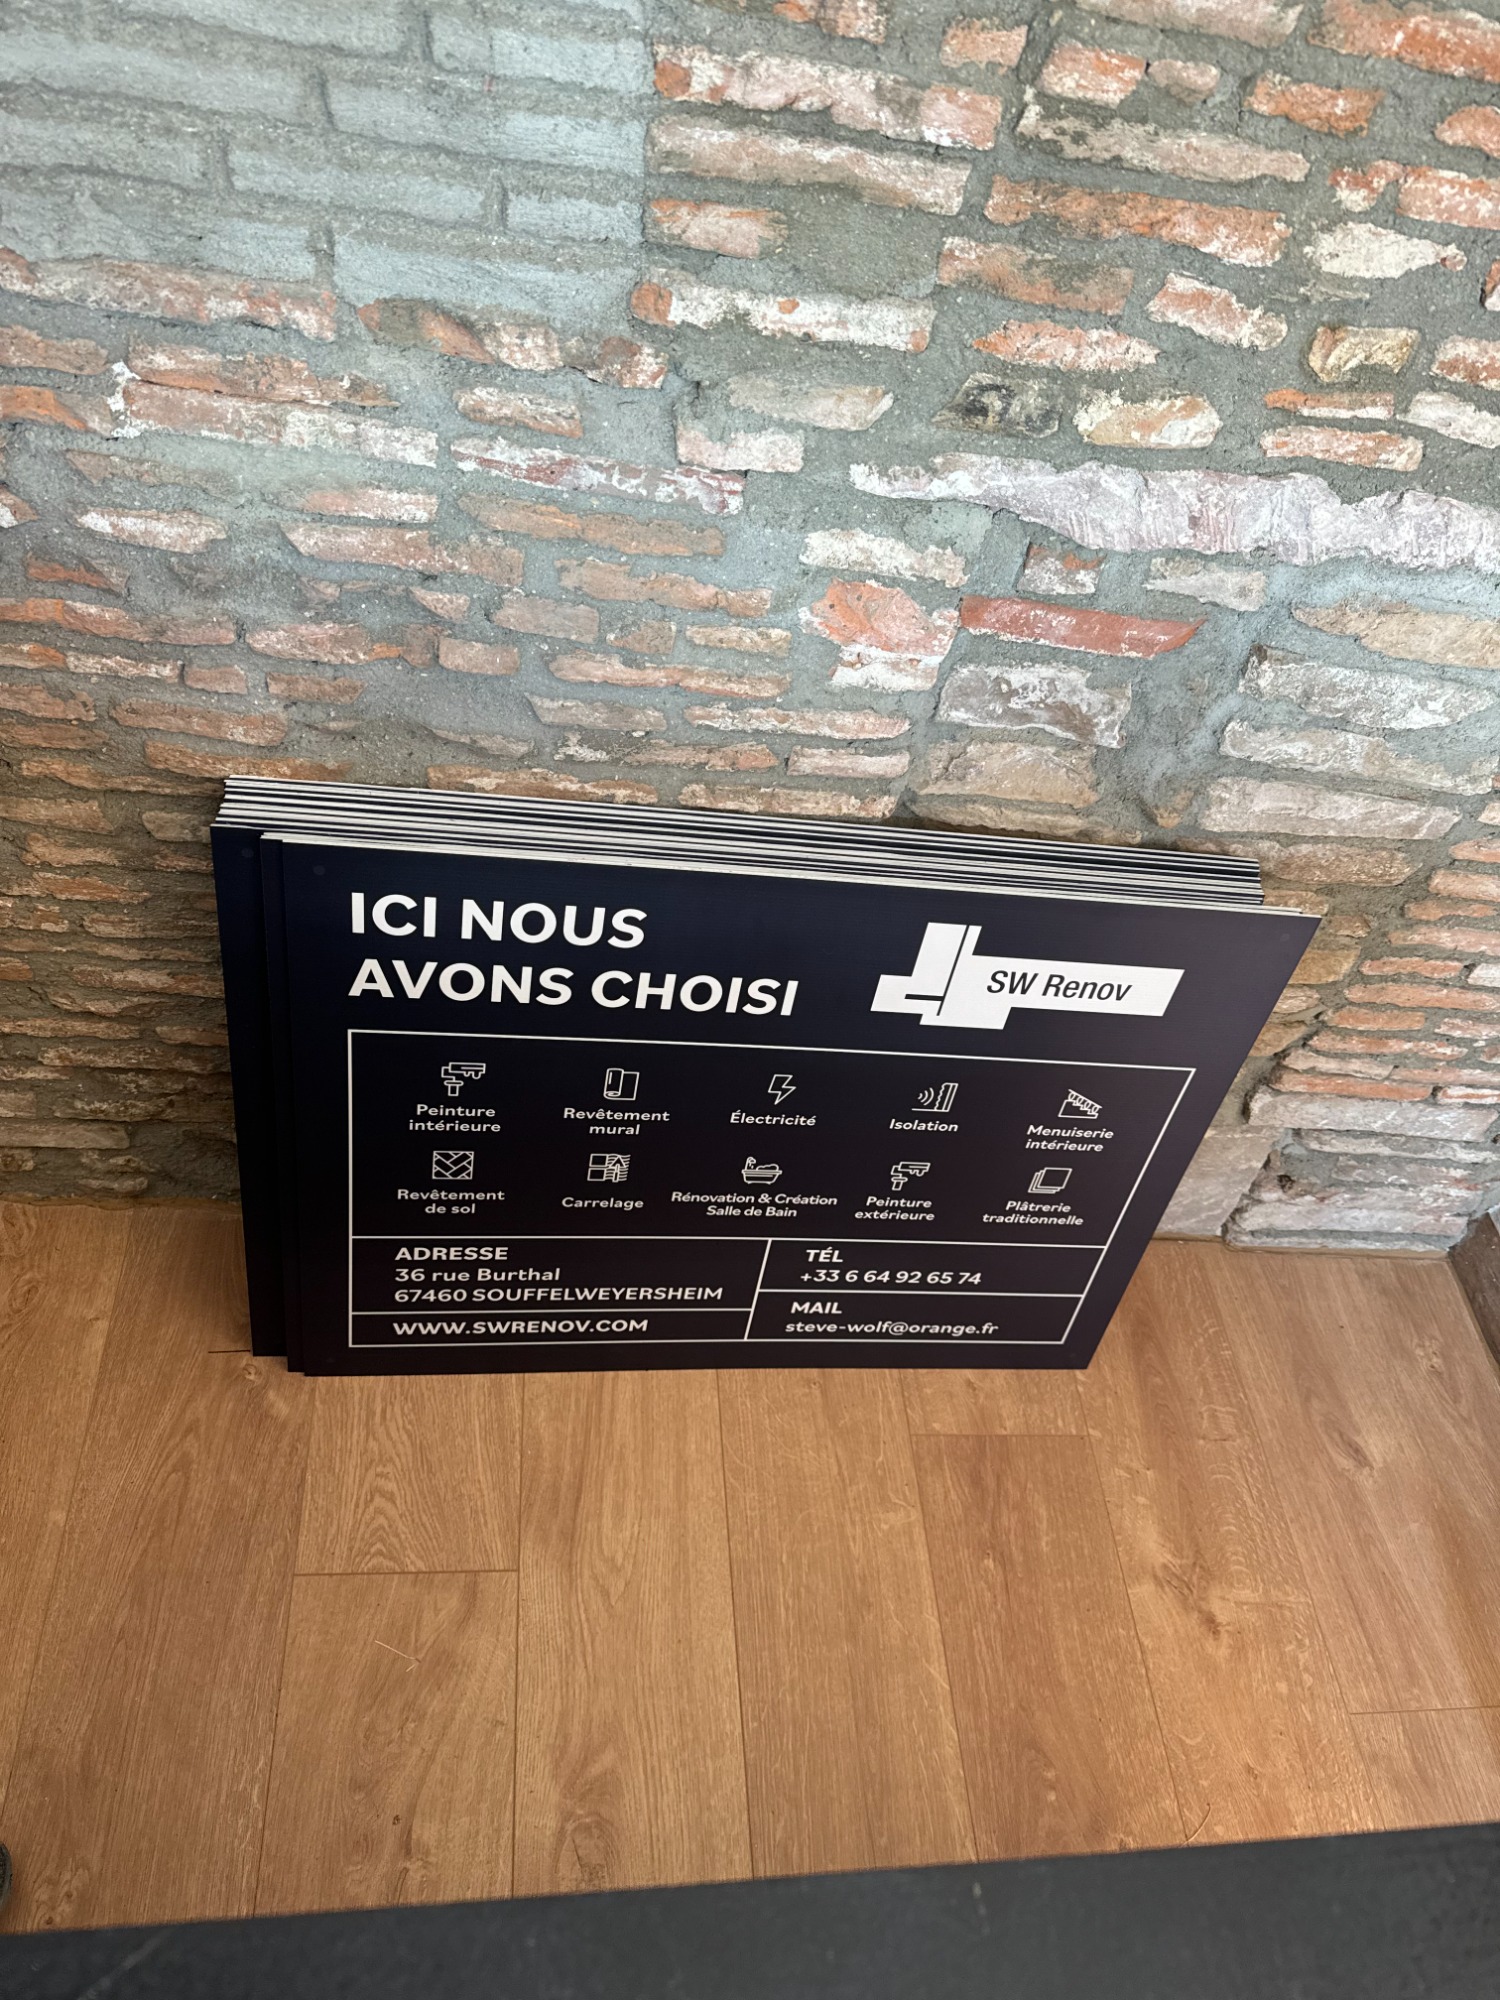 ICI NOUS
AVONS CHOISI
SW Renov
Peinture
intérieure
Revêtement
mural
Électricité
Isolation
Menuiserie
intérieure
Revêtement
de sol
Carrelage
Rénovation & Création
Salle de Bain
Peinture
extérieure
Plâtrerie
traditionnelle
ADRESSE
36 rue Burthal
67460 SOUFFELWEYERSHEIM
WWW.SWRENOV.COM
TÉL
+33 6 64 92 65 74
MAIL
steve-wolf@orange.fr